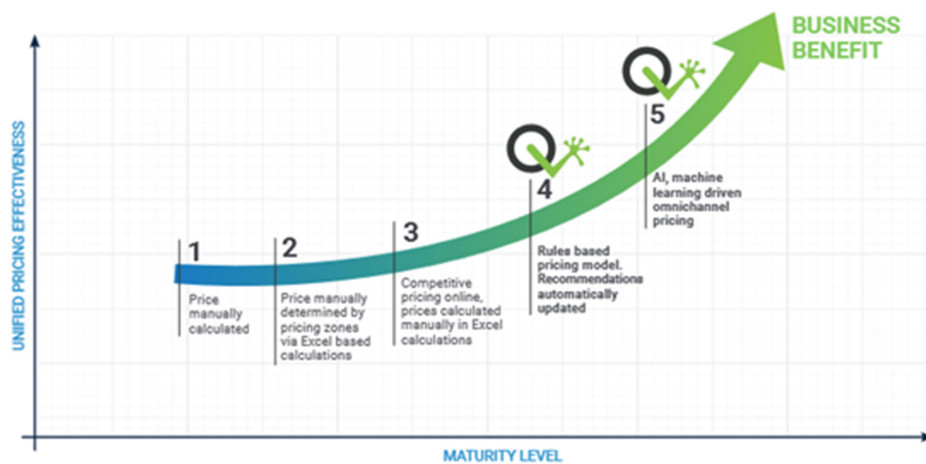 BUSINESS
BENEFIT
UNIFIED PRICING EFFECTIVENESS
1
Price
manually
calculated
2
Price manually
determined by
pricing zones
via Excel based
calculations
3
Competitive
pricing online,
prices calculated
manually in Excel
calculations
4
Rules based
pricing model.
Recommendations
automatically
updated
5
AI, machine
learning driven
omnichannel
pricing
MATURITY LEVEL